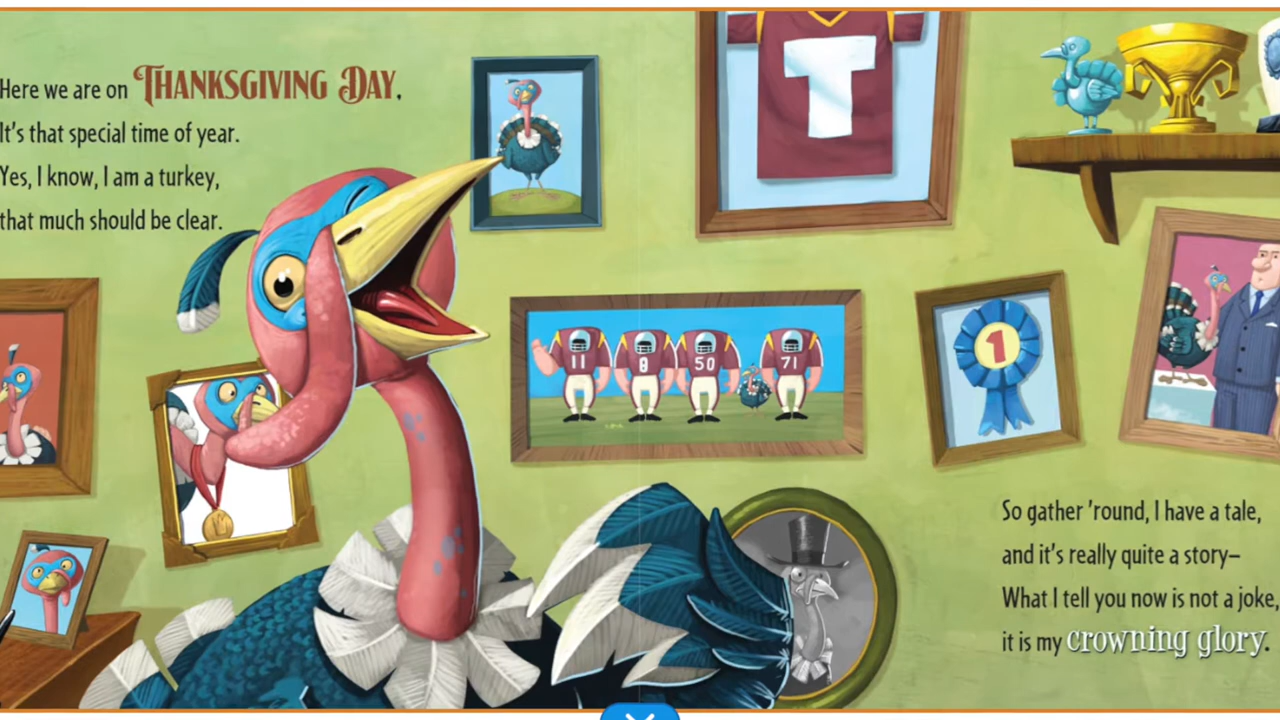 Here we are on THANKSGIVING DAY,
It's that special time of year.
Yes, I know, I am a turkey,
that much should be clear.
T
11
8
50
71
1
1
So gather 'round, I have a tale,
and it's really quite a story–
What I tell you now is not a joke,
it is my crowning glory.